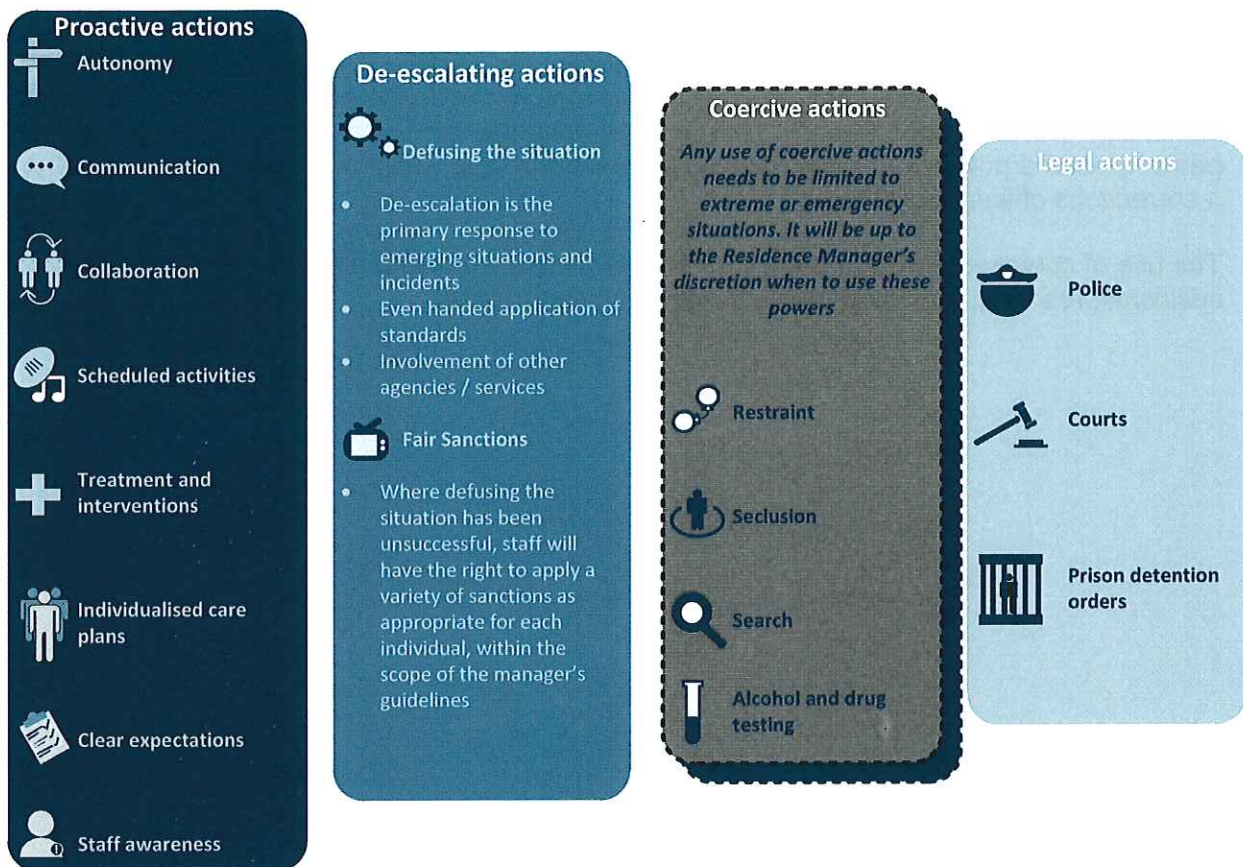 Proactive actions
Autonomy
Communication
Collaboration
Scheduled activities
Treatment and
interventions
Individualised care
plans
Clear expectations
Staff awareness
De-escalating actions
Defusing the situation
• De-escalation is the
primary response to
emerging situations and
incidents
• Even handed application of
standards
• Involvement of other
agencies / services
Fair Sanctions
• Where defusing the
situation has been
unsuccessful, staff will
have the right to apply a
variety of sanctions as
appropriate for each
individual, within the
scope of the manager's
guidelines
Coercive actions
Any use of coercive actions
needs to be limited to
extreme or emergency
situations. It will be up to
the Residence Manager's
discretion when to use these
powers
Restraint
Seclusion
Search
Alcohol and drug
testing
Legal actions
Police
Courts
Prison detention
orders